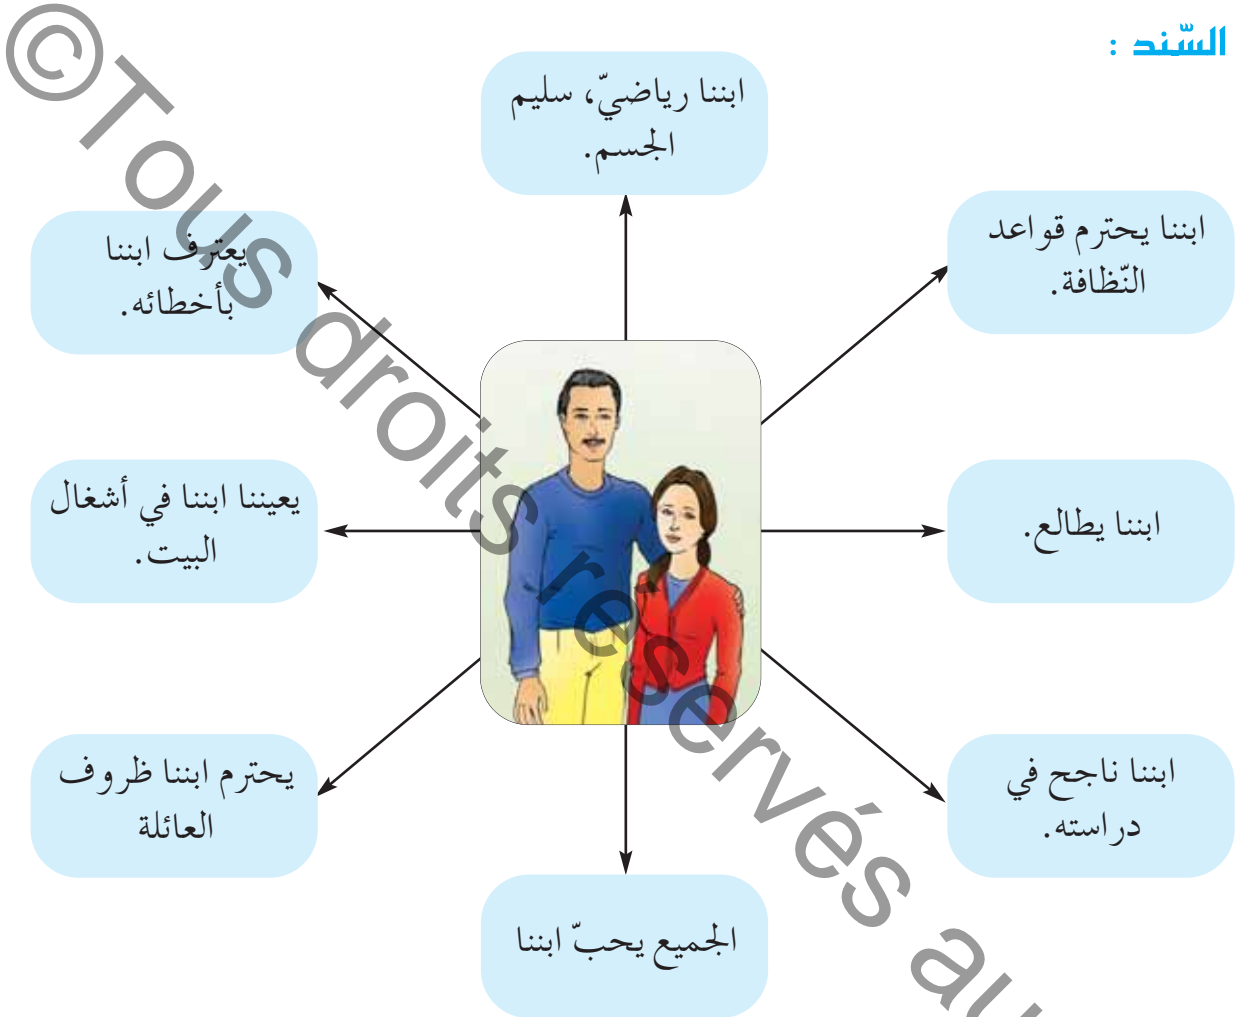 السّند :
ابننا رياضيّ، سليم
الجسم.
ابننا يحترم قواعد
النّظافة.
يعترف ابننا
بأخطائه.
ابننا يطالع.
يعيننا ابننا في أشغال
البيت.
ابننا ناجح في
دراسته.
يحترم ابننا ظروف
العائلة
الجميع يحبّ ابننا
©Tous droits réservés au